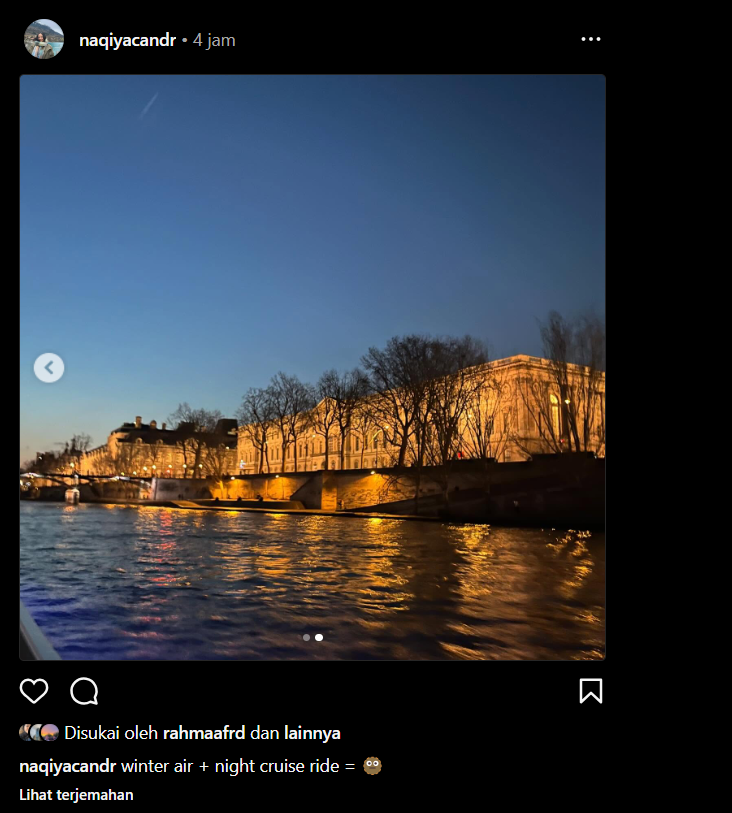 naqiyacandr • 4 jam
Disukai oleh rahmaafrd dan lainnya
naqiyacandr winter air + night cruise ride =
Lihat terjemahan